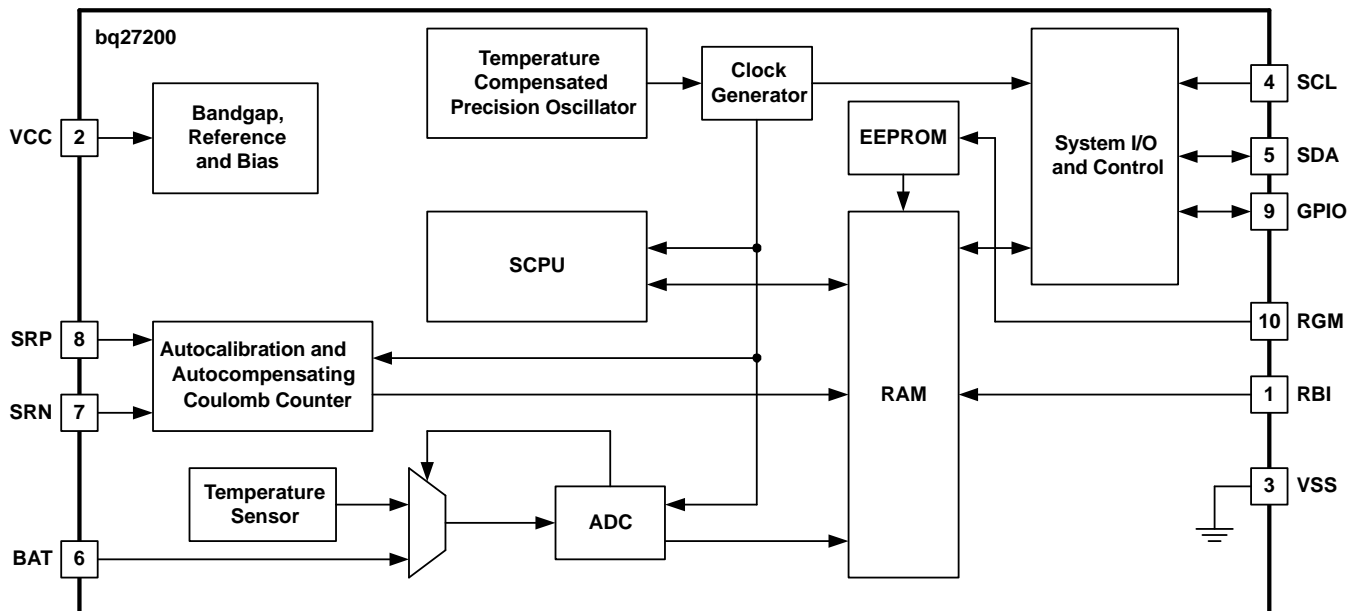 bq27200
Temperature
Compensated
Precision Oscillator
Clock
Generator
System I/O
and Control
4 SCL
5 SDA
9 GPIO
VCC 2
Bandgap,
Reference
and Bias
EEPROM
SCPU
RAM
10 RGM
1 RBI
3 VSS
SRP 8
SRN 7
Autocalibration and
Autocompensating
Coulomb Counter
Temperature
Sensor
ADC
BAT 6